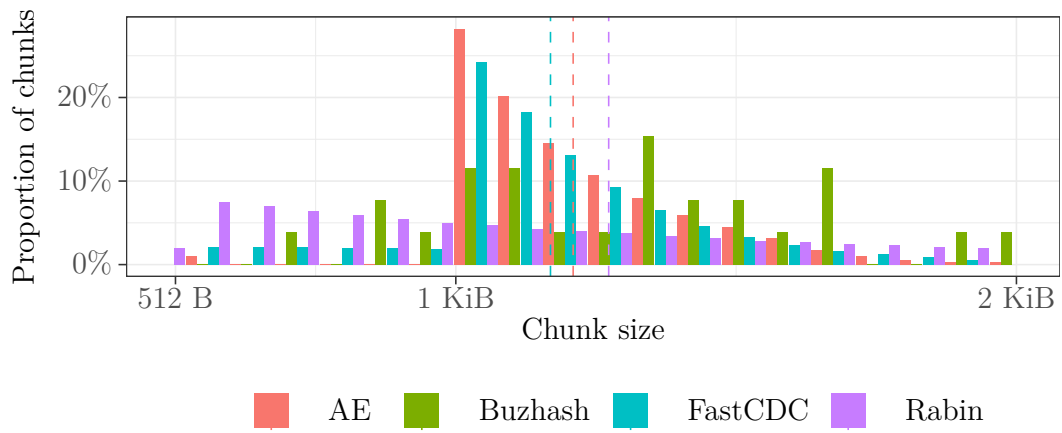 Proportion of chunks
20%
10%
0%
512 B 1 KiB 2 KiB
Chunk size
AE Buzhash FastCDC Rabin